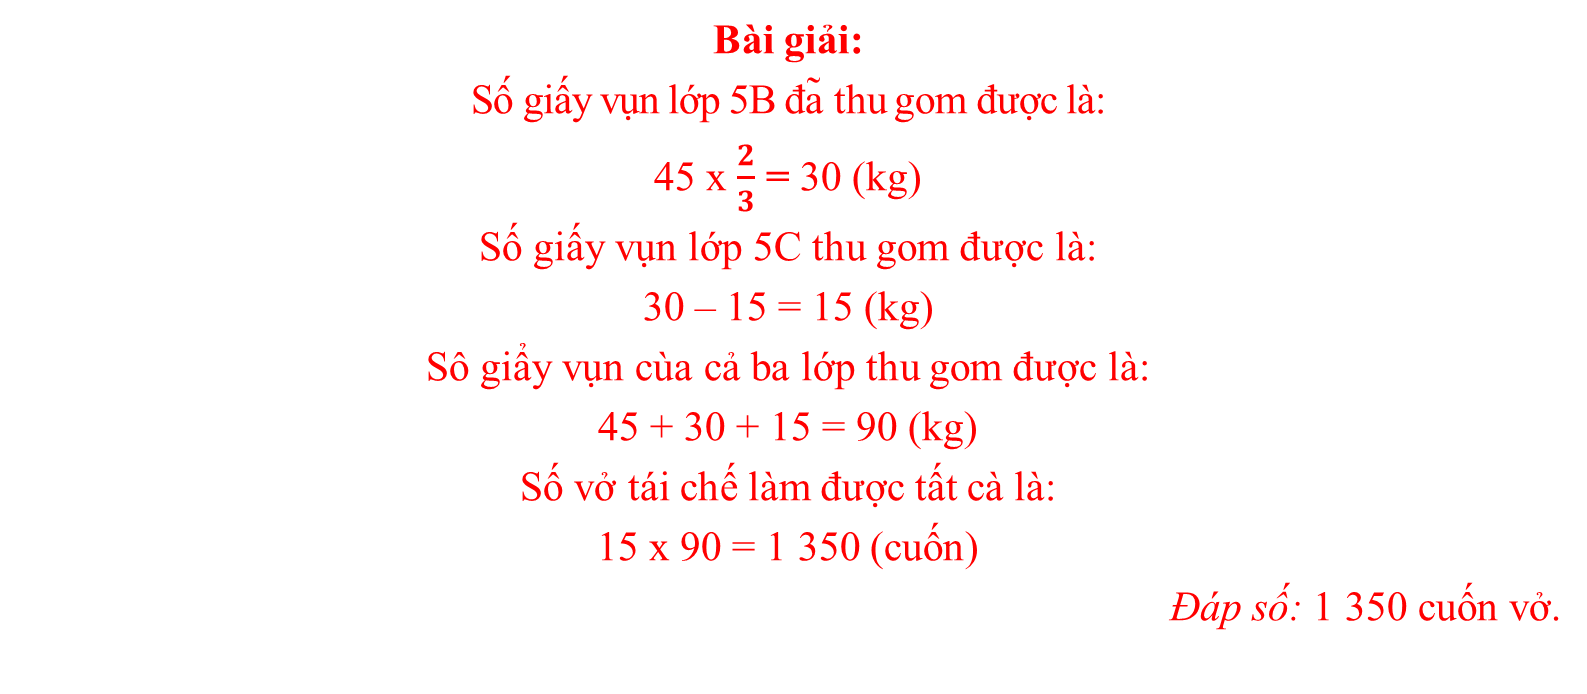 Bài giải:
Số giấy vụn lớp 5B đã thu gom được là:
45 x 2/3 = 30 (kg)
Số giấy vụn lớp 5C thu gom được là:
30 – 15 = 15 (kg)
Sô giẩy vụn cùa cả ba lớp thu gom được là:
45 + 30 + 15 = 90 (kg)
Số vở tái chế làm được tất cà là:
15 x 90 = 1 350 (cuốn)
Đáp số: 1 350 cuốn vở.